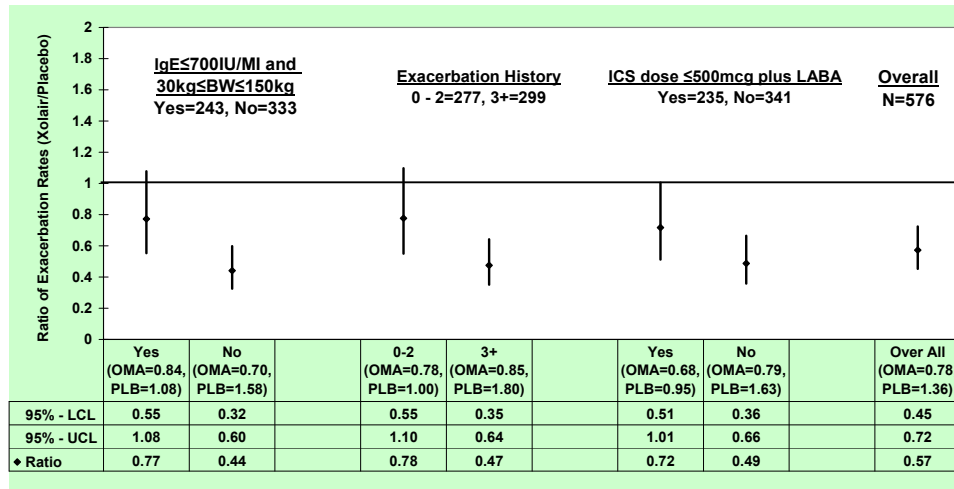 Ratio of Exacerbation Rates (Xolair/Placebo)
2
1.8
1.6
1.4
1.2
1
0.8
0.6
0.4
0.2
0
IgE≤700IU/MI and
30kg≤BW≤150kg
Yes=243, No=333
Exacerbation History
0 - 2=277, 3+=299
ICS dose ≤500mcg plus LABA
Yes=235, No=341
Overall
N=576
Yes (OMA=0.84, PLB=1.08) No (OMA=0.70, PLB=1.58) 0-2 (OMA=0.78, PLB=1.00) 3+ (OMA=0.85, PLB=1.80) Yes (OMA=0.68, PLB=0.95) No (OMA=0.79, PLB=1.63) Over All (OMA=0.78 PLB=1.36)
95% - LCL 0.55 0.32 0.55 0.35 0.51 0.36 0.45
95% - UCL 1.08 0.60 1.10 0.64 1.01 0.66 0.72
Ratio 0.77 0.44 0.78 0.47 0.72 0.49 0.57